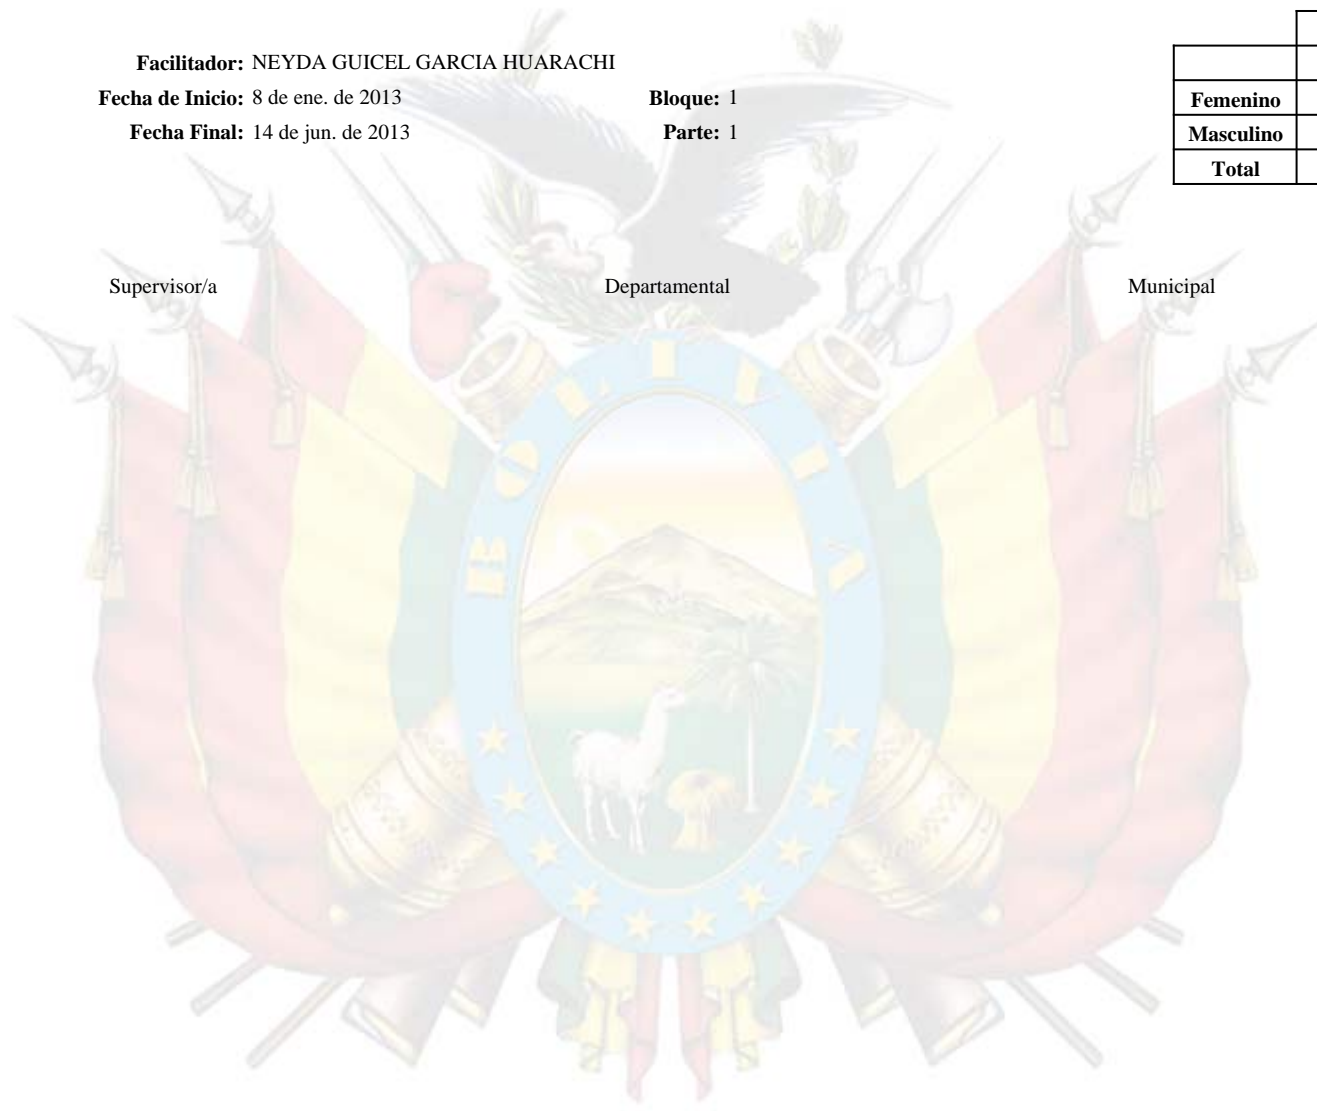 Facilitador: NEYDA GUICEL GARCIA HUARACHI
Fecha de Inicio: 8 de ene. de 2013 Bloque: 1
Fecha Final: 14 de jun. de 2013 Parte: 1
Femenino
Masculino
Total
Supervisor/a Departamental Municipal
BOLIVIA